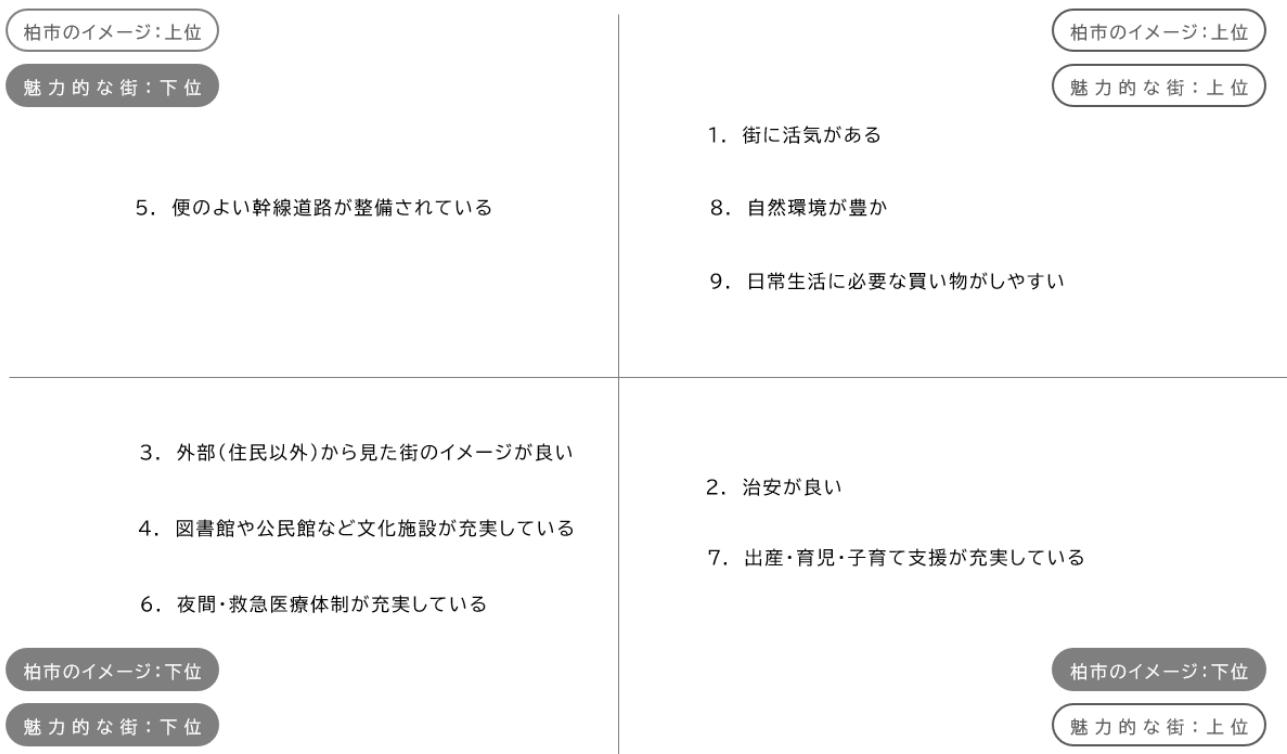 柏市のイメージ：上位
魅力的な街：下位
5. 便のよい幹線道路が整備されている
柏市のイメージ：上位
魅力的な街：上位
1. 街に活気がある
8. 自然環境が豊か
9. 日常生活に必要な買い物がしやすい
3. 外部（住民以外）から見た街のイメージが良い
4. 図書館や公民館など文化施設が充実している
6. 夜間・救急医療体制が充実している
柏市のイメージ：下位
魅力的な街：下位
2. 治安が良い
7. 出産・育児・子育て支援が充実している
柏市のイメージ：下位
魅力的な街：上位